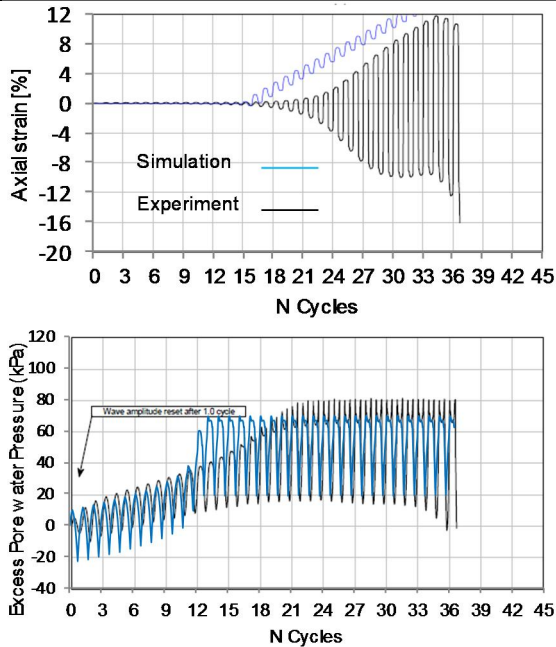 12
8
4
0
-4
-8
-12
-16
-20
Axial strain [%]
Simulation
Experiment
0 3 6 9 12 15 18 21 24 27 30 33 36 39 42 45
N Cycles
120
100
80
60
40
20
0
-20
-40
Excess Pore water Pressure (kPa)
Wave amplitude reset after 1.0 cycle
0 3 6 9 12 15 18 21 24 27 30 33 36 39 42 45
N Cycles